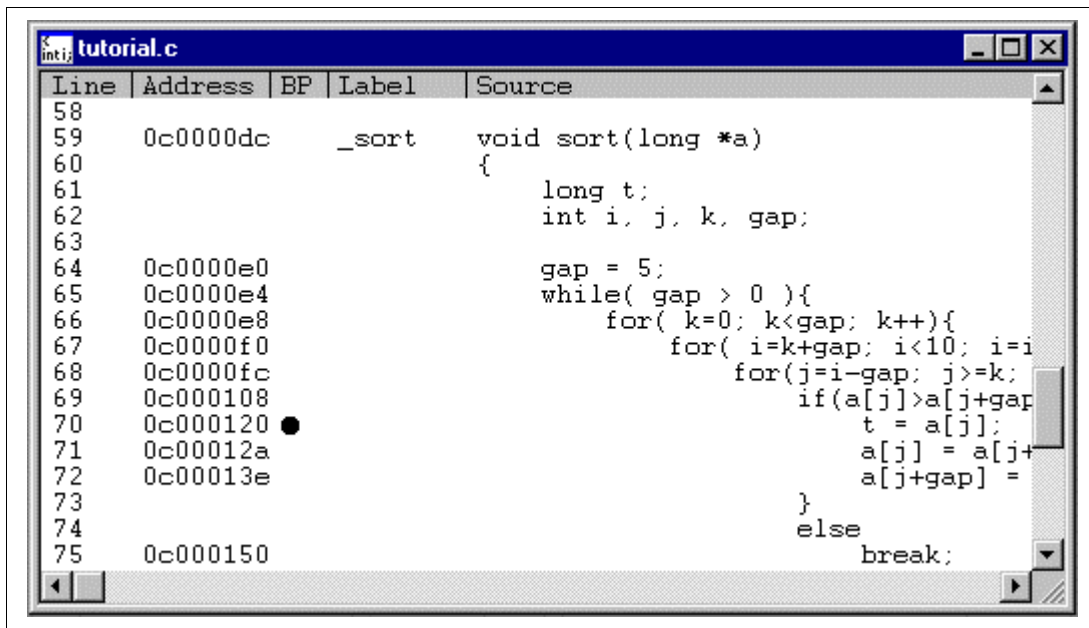 inti; tutorial.c
Line Address BP Label Source
58
59 0c0000dc _sort void sort(long *a)
60 {
61 long t;
62 int i, j, k, gap;
63
64 0c0000e0 gap = 5;
65 0c0000e4 while( gap > 0 ){
66 0c0000e8 for( k=0; k<gap; k++){
67 0c0000f0 for( i=k+gap; i<10; i=i
68 0c0000fc for(j=i-gap; j>=k;
69 0c000108 if(a[j]>a[j+gap
70 0c000120 ● t = a[j];
71 0c00012a a[j] = a[j+
72 0c00013e a[j+gap] =
73 }
74 else
75 0c000150 break;